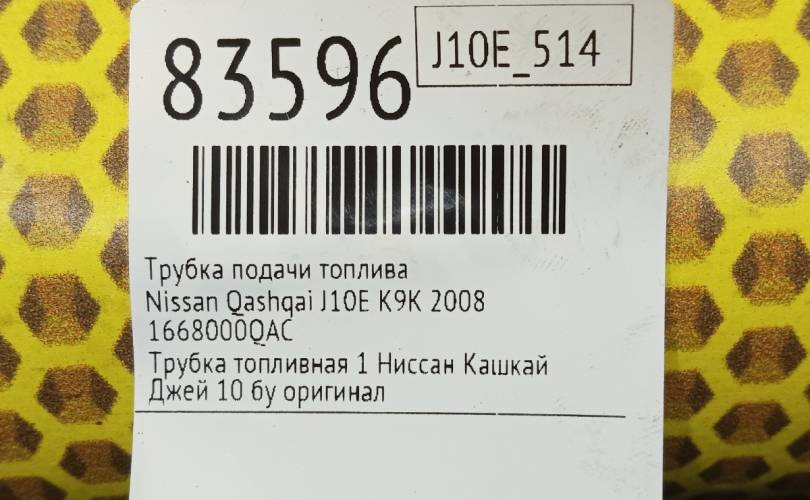 83596
J10E_514
Трубка подачи топлива
Nissan Qashqai J10E K9K 2008
1668000QAC
Трубка топливная 1 Ниссан Кашкай
Джей 10 бу оригинал